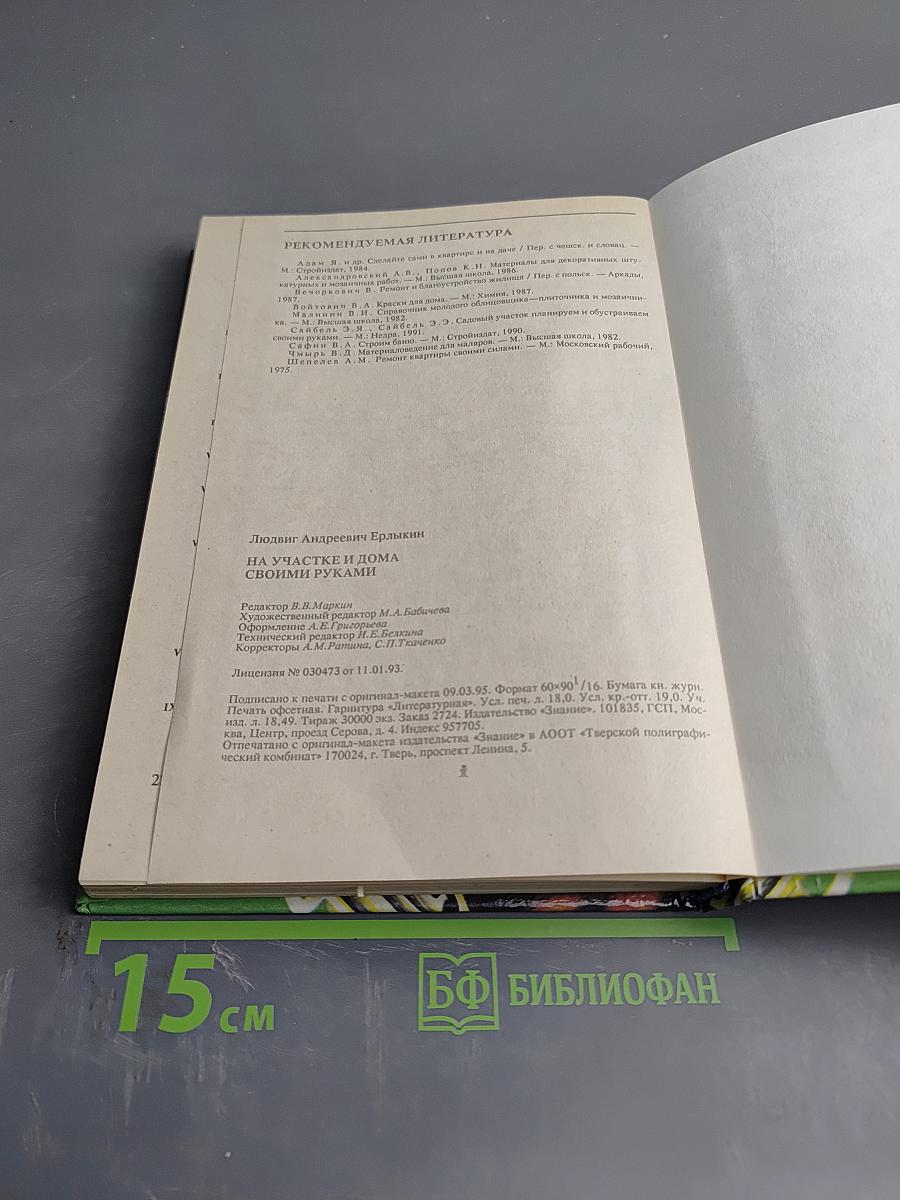 РЕКОМЕНДУЕМАЯ ЛИТЕРАТУРА
Адам Я. и др. Сделайте сами в квартире и на даче / Пер. с чешск. и словац. —
М.: Стройиздат, 1984.
Александровский А.В., Попов К.Н. Материалы для декоративных шту-
катурных и мозаичных работ. — М.: Высшая школа, 1986.
Вечоркович В. Ремонт и благоустройство жилища / Пер. с польск. — Аркады,
1987.
Войтович В.А. Краски для дома. — М.: Химия, 1987.
Малинин В.И. Справочник молодого облицовщика—плиточника и мозаични-
ка. — М.: Высшая школа, 1982.
Сайбель Э.Я., Сайбель Э.Э. Садовый участок планируем и обустраиваем
своими руками. — М.: Недра, 1991.
Сафин В.А. Строим баню. — М.: Стройиздат, 1990.
Чмырь В.Д. Материаловедение для маляров. — М.: Высшая школа, 1982.
Шепелев А.М. Ремонт квартиры своими силами. — М.: Московский рабочий,
1975.
Людвиг Андреевич Ерлыкин
НА УЧАСТКЕ И ДОМА
СВОИМИ РУКАМИ
Редактор В.В.Маркин
Художественный редактор М.А.Бабичева
Оформление А.Е.Григорьева
Технический редактор И.Е.Белкина
Корректоры А.М.Ратина, С.П.Ткаченко
Лицензия № 030473 от 11.01.93.
Подписано к печати с оригинал-макета 09.03.95. Формат 60×90 1/16. Бумага кн. журн.
Печать офсетная. Гарнитура «Литературная». Усл. печ. л. 18,0. Усл. кр.-отт. 19,0. Уч.
изд. л. 18,49. Тираж 30000 экз. Заказ 2724. Издательство «Знание». 101835, ГСП, Мос-
ква, Центр, проезд Серова, д. 4. Индекс 957705.
Отпечатано с оригинал-макета издательства «Знание» в АООТ «Тверской полиграфи-
ческий комбинат» 170024, г. Тверь, проспект Ленина, 5.
V
IX
2
15 см
БФ БИБЛИОФАН